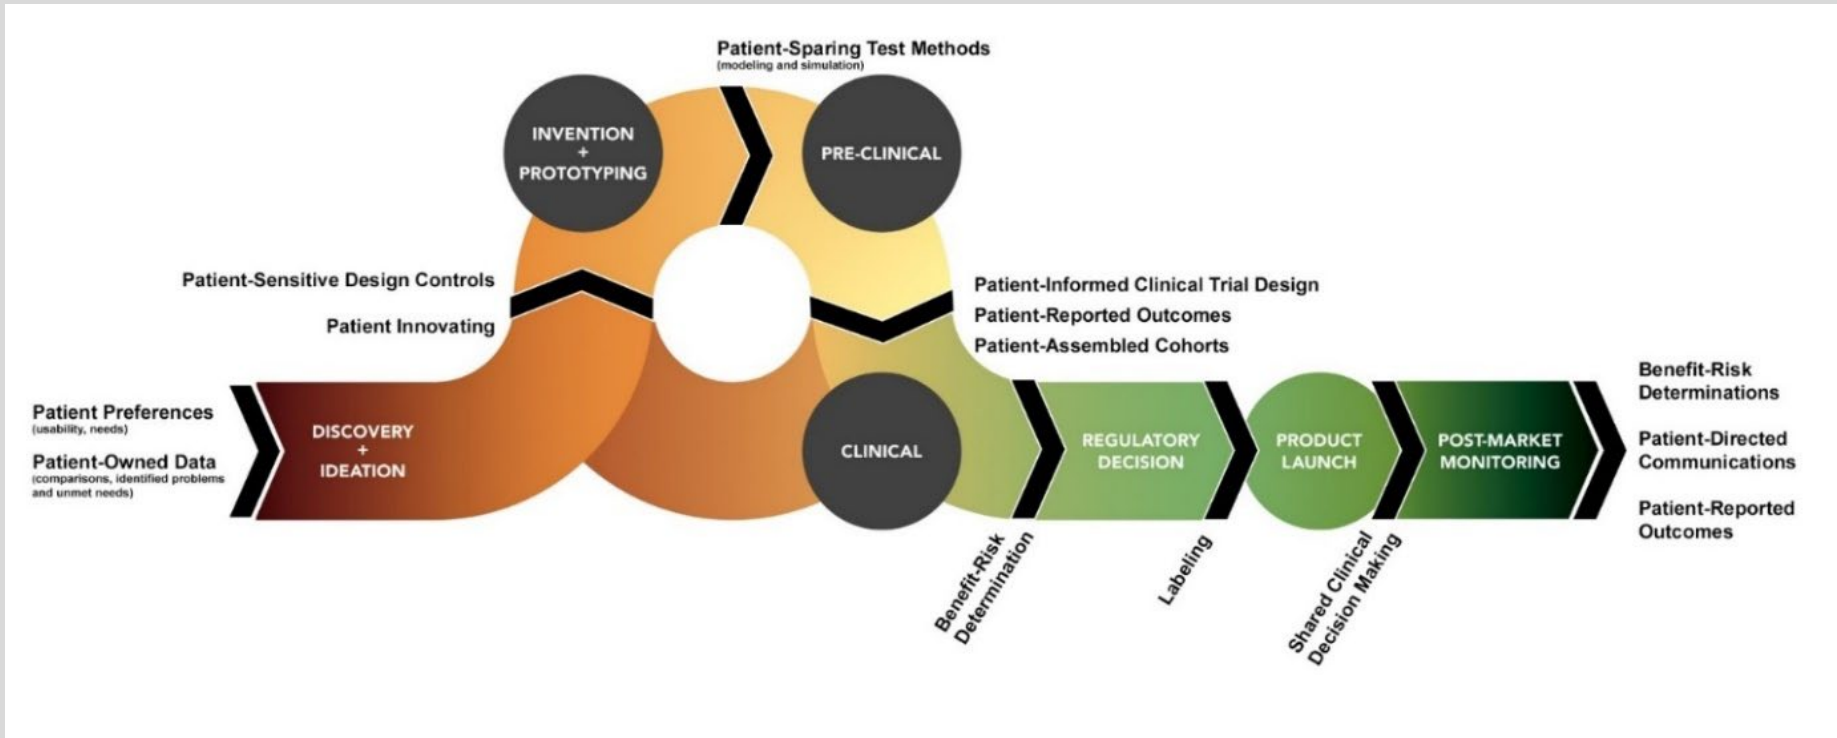 Patient-Sparing Test Methods
(modeling and simulation)
INVENTION
+
PROTOTYPING
PRE-CLINICAL
Patient-Sensitive Design Controls
Patient Innovating
Patient-Informed Clinical Trial Design
Patient-Reported Outcomes
Patient-Assembled Cohorts
Patient Preferences
(usability, needs)
Patient-Owned Data
(comparisons, identified problems
and unmet needs)
DISCOVERY
+
IDEATION
CLINICAL
REGULATORY
DECISION
PRODUCT
LAUNCH
POST-MARKET
MONITORING
Benefit-Risk
Determinations
Patient-Directed
Communications
Patient-Reported
Outcomes
Benefit-Risk
Determination
Labeling
Shared Clinical
Decision Making